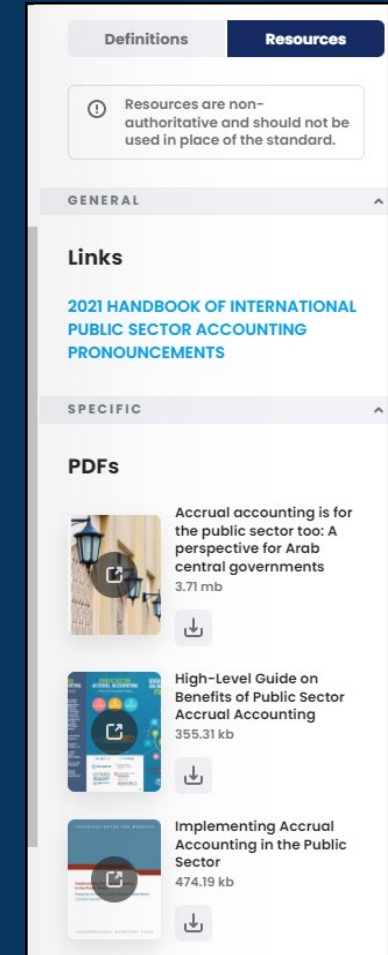 Definitions
Resources
Resources are non-
authoritative and should not be
used in place of the standard.
GENERAL
Links
2021 HANDBOOK OF INTERNATIONAL
PUBLIC SECTOR ACCOUNTING
PRONOUNCEMENTS
SPECIFIC
PDFs
Accrual accounting is for
the public sector too: A
perspective for Arab
central governments
3.71 mb
High-Level Guide on
Benefits of Public Sector
Accrual Accounting
355.31 kb
Implementing Accrual
Accounting in the Public
Sector
474.19 kb